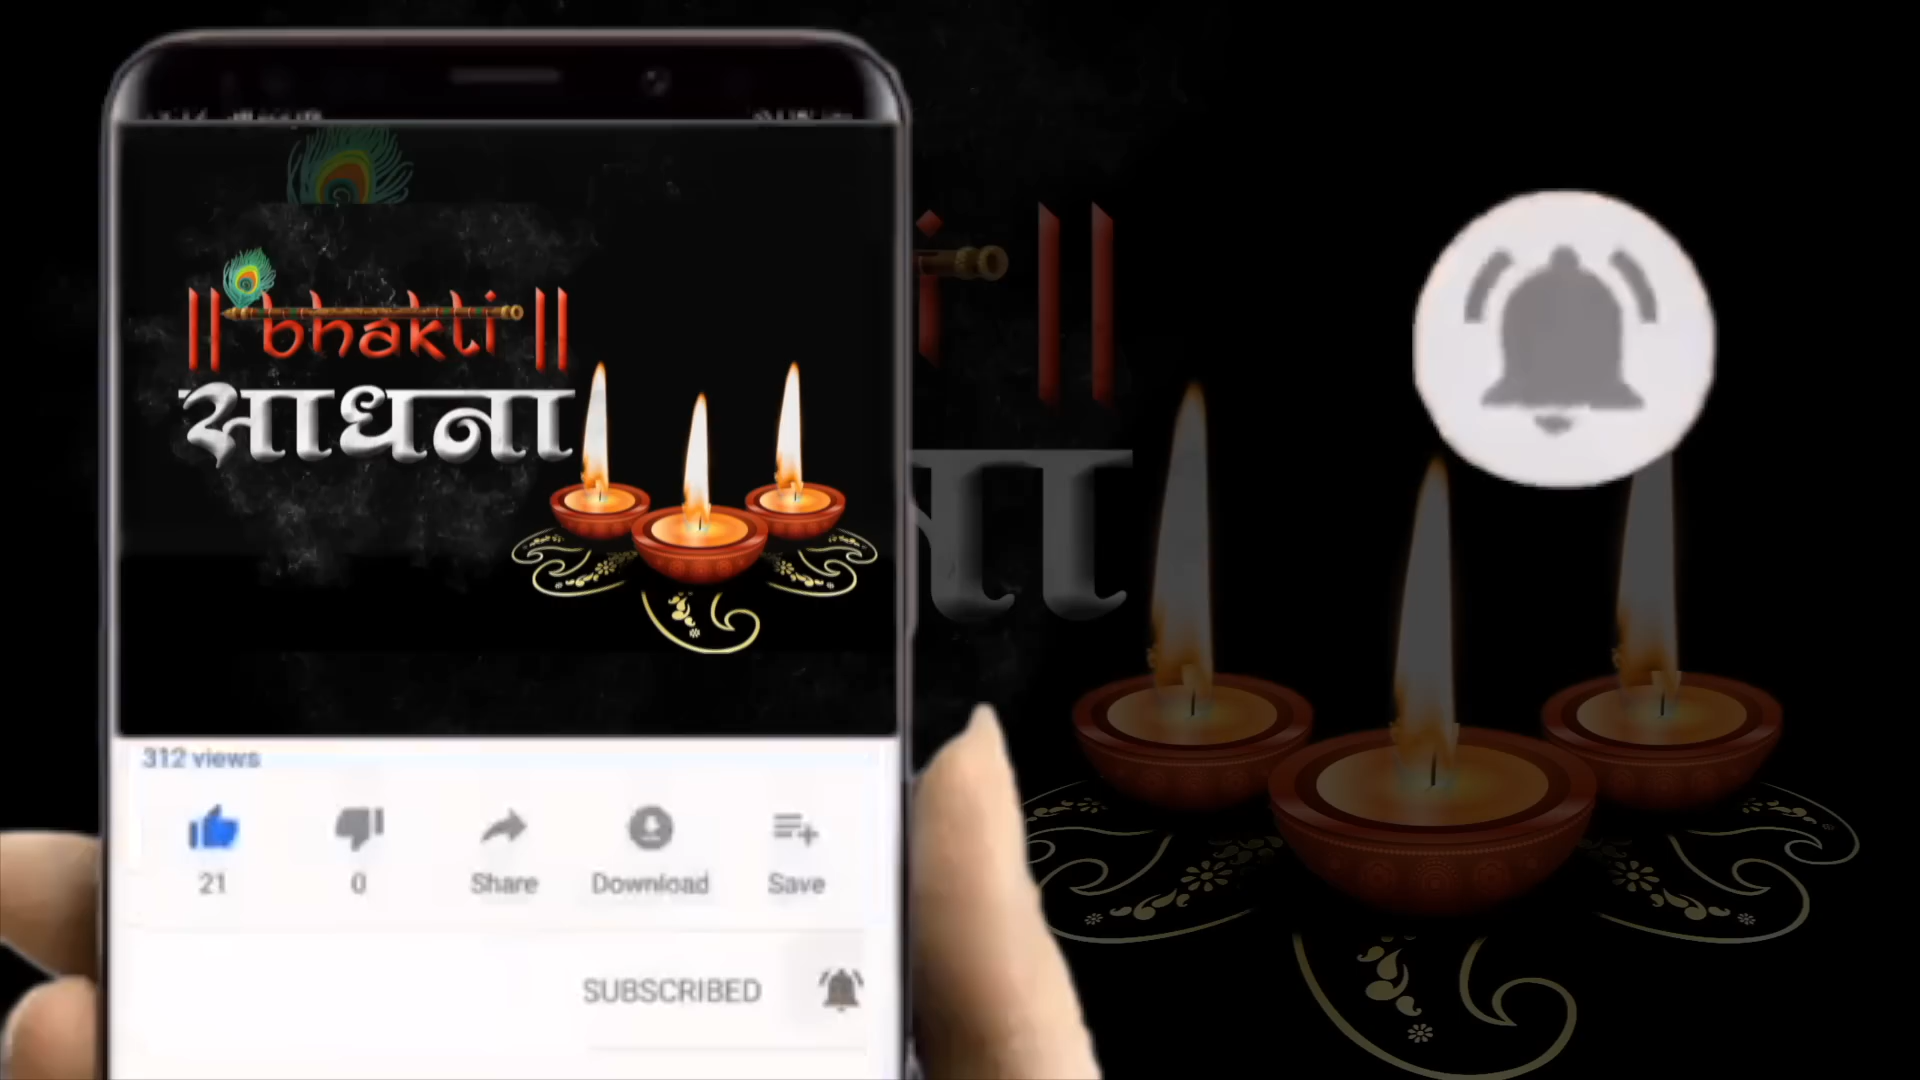 || bhakti ||
साधना
312 views
21
0
Share
Download
Save
SUBSCRIBED